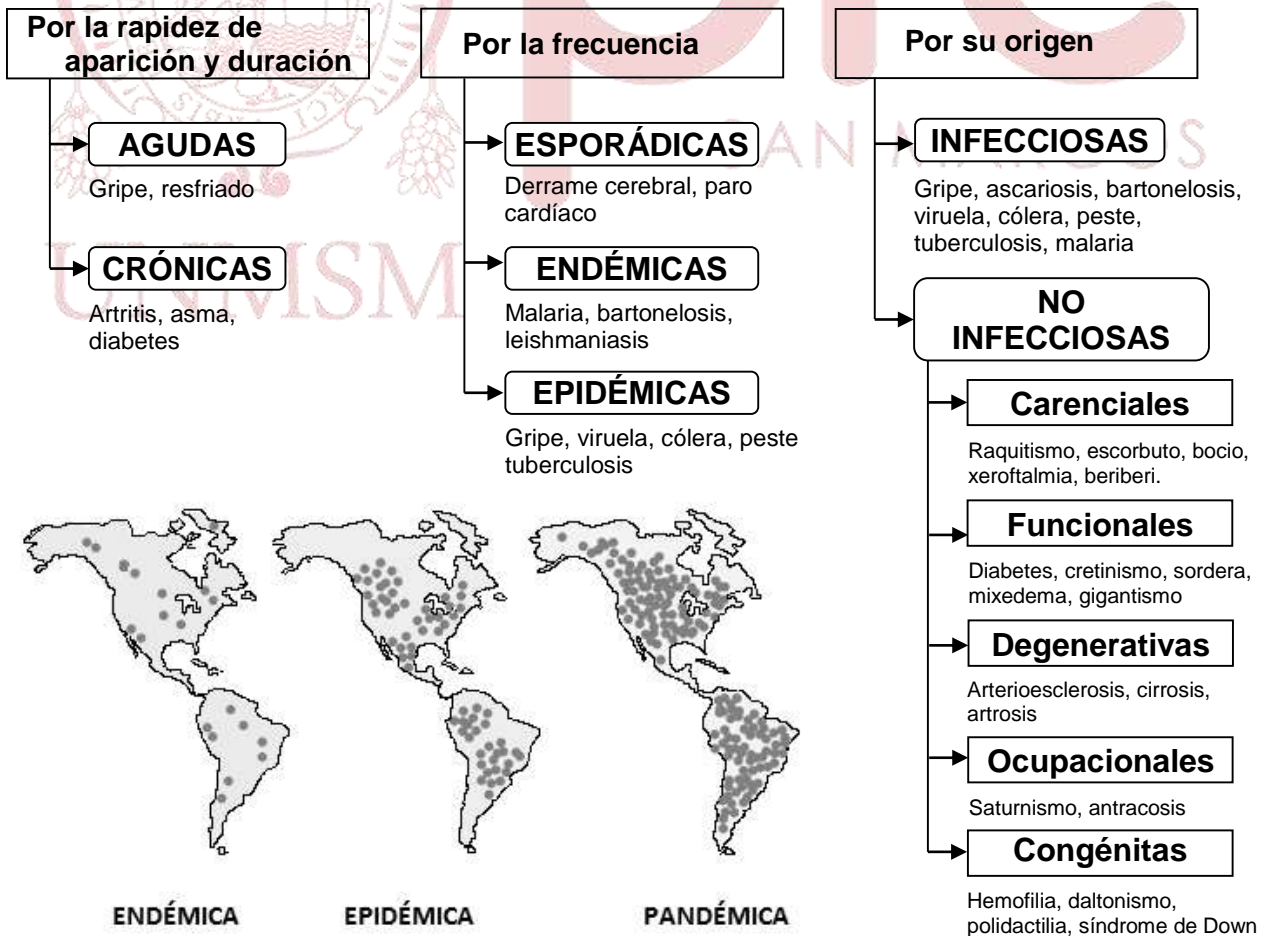 Por la rapidez de
aparición y duración
AGUDAS
Gripe, resfriado
CRÓNICAS
Artritis, asma,
diabetes
Por la frecuencia
ESPORÁDICAS
Derrame cerebral, paro
cardíaco
ENDÉMICAS
Malaria, bartonelosis,
leishmaniasis
EPIDÉMICAS
Gripe, viruela, cólera, peste
tuberculosis
Por su origen
INFECCIOSAS
Gripe, ascariosis, bartonelosis,
viruela, cólera, peste,
tuberculosis, malaria
NO
INFECCIOSAS
Carenciales
Raquitismo, escorbuto, bocio,
xeroftalmia, beriberi.
Funcionales
Diabetes, cretinismo, sordera,
mixedema, gigantismo
Degenerativas
Arterioesclerosis, cirrosis,
artrosis
Ocupacionales
Saturnismo, antracosis
Congénitas
Hemofilia, daltonismo,
polidactilia, síndrome de Down
ENDÉMICA
EPIDÉMICA
PANDÉMICA
UNMSM
SAN MARCOS